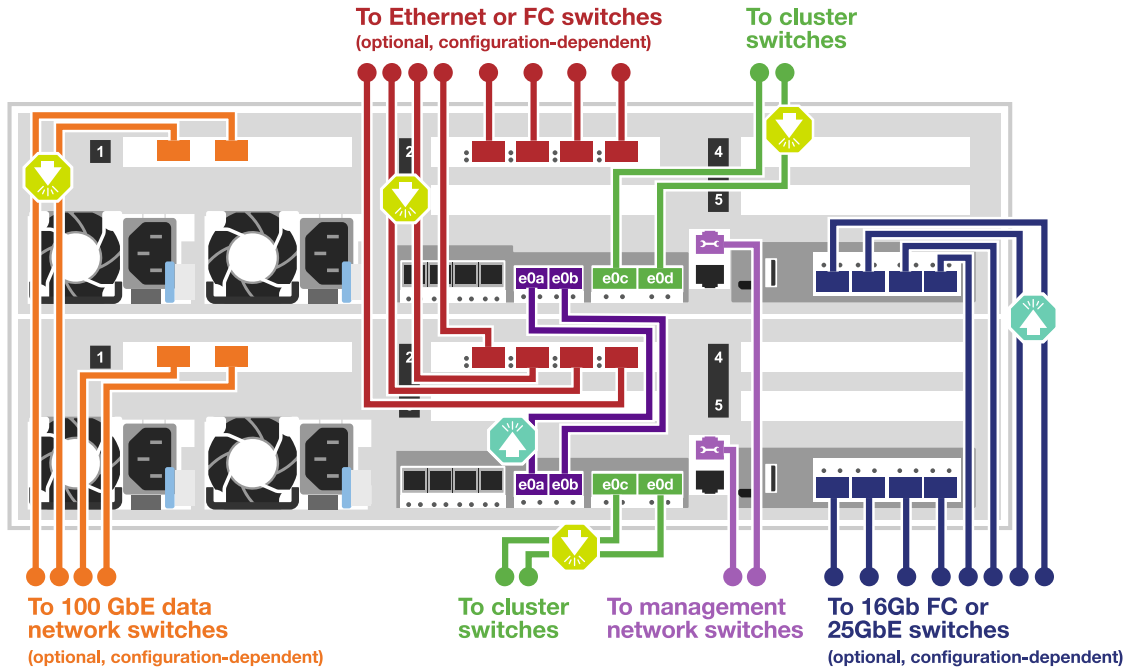 To Ethernet or FC switches
(optional, configuration-dependent)
To cluster
switches
1
2
4
5
e0a
e0b
e0c
e0d
1
2
4
5
e0a
e0b
e0c
e0d
To 100 GbE data
network switches
(optional, configuration-dependent)
To cluster
switches
To management
network switches
To 16Gb FC or
25GbE switches
(optional, configuration-dependent)